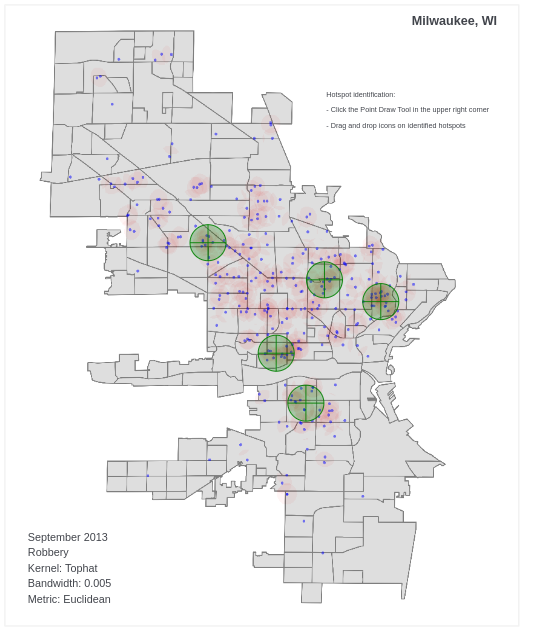 Milwaukee, WI
Hotspot identification:
- Click the Point Draw Tool in the upper right corner
- Drag and drop icons on identified hotspots
September 2013
Robbery
Kernel: Tophat
Bandwidth: 0.005
Metric: Euclidean